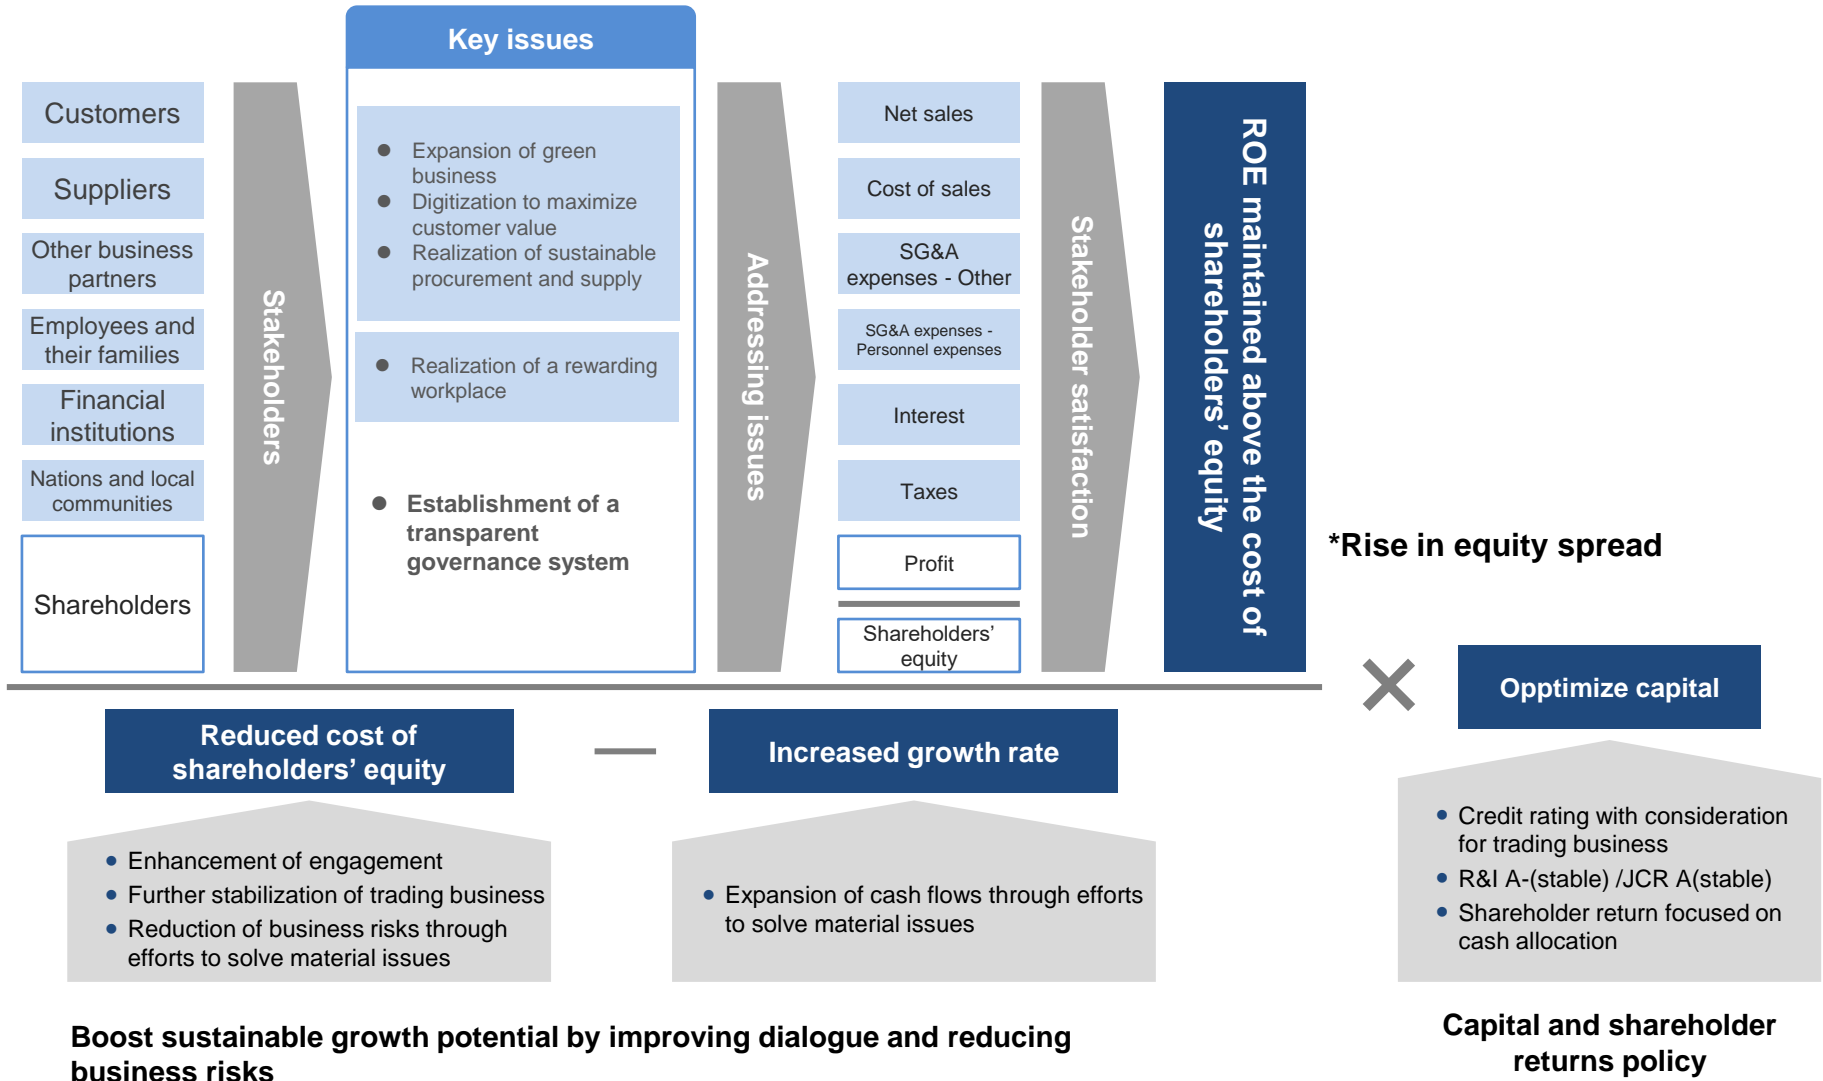 Key issues
Customers
Suppliers
Other business
partners
Employees and
their families
Financial
institutions
Nations and local
communities
Shareholders
Stakeholders
● Expansion of green
business
● Digitization to maximize
customer value
● Realization of sustainable
procurement and supply
● Realization of a rewarding
workplace
● Establishment of a
transparent
governance system
Addressing issues
Net sales
Cost of sales
SG&A
expenses - Other
SG&A expenses -
Personnel expenses
Interest
Taxes
Profit
Shareholders’
equity
Stakeholder satisfaction
ROE maintained above the cost of
shareholders’ equity
*Rise in equity spread
Reduced cost of
shareholders’ equity
—
Increased growth rate
×
Opptimize capital
• Enhancement of engagement
• Further stabilization of trading business
• Reduction of business risks through
efforts to solve material issues
• Expansion of cash flows through efforts
to solve material issues
• Credit rating with consideration
for trading business
• R&I A-(stable) /JCR A(stable)
• Shareholder return focused on
cash allocation
Boost sustainable growth potential by improving dialogue and reducing
business risks
Capital and shareholder
returns policy